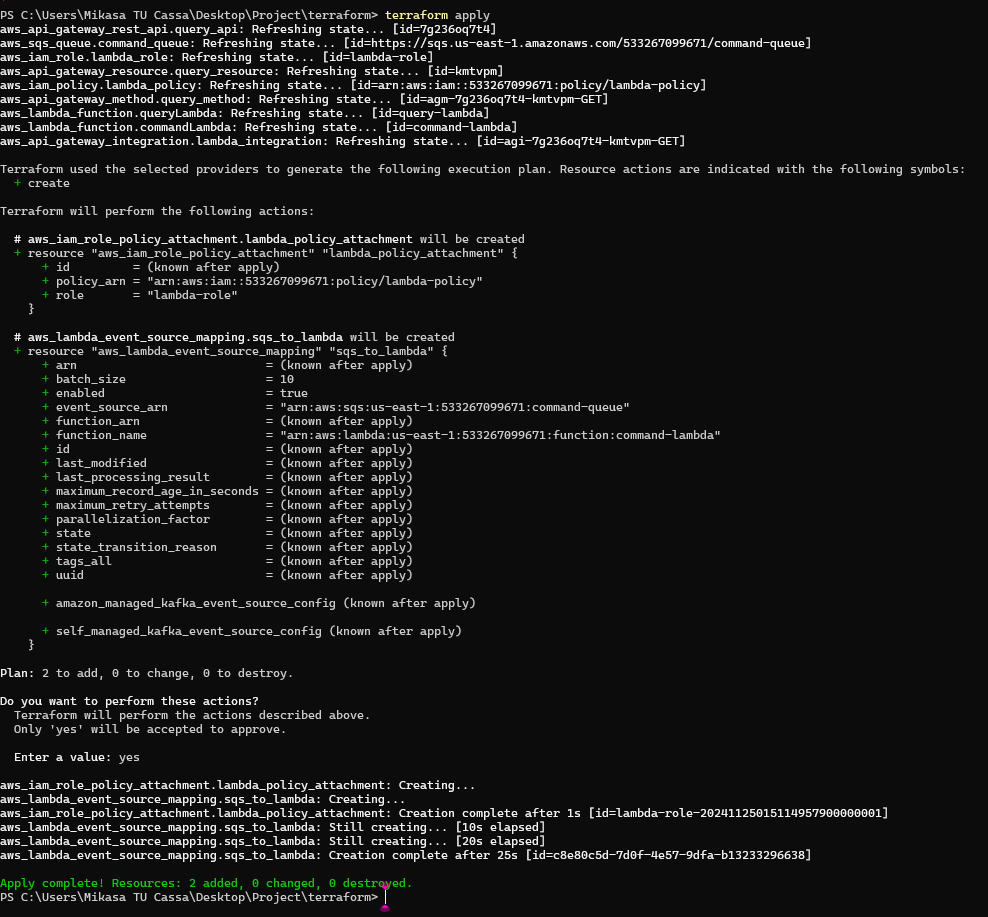 PS C:\Users\Mikasa TU Cassa\Desktop\Project\terraform> terraform apply
aws_api_gateway_rest_api.query_api: Refreshing state... [id=7g236oq7t4]
aws_sqs_queue.command_queue: Refreshing state... [id=https://sqs.us-east-1.amazonaws.com/533267099671/command-queue]
aws_iam_role.lambda_role: Refreshing state... [id=lambda-role]
aws_api_gateway_resource.query_resource: Refreshing state... [id=kmtvpm]
aws_iam_policy.lambda_policy: Refreshing state... [id=arn:aws:iam::533267099671:policy/lambda-policy]
aws_api_gateway_method.query_method: Refreshing state... [id=agm-7g236oq7t4-kmtvpm-GET]
aws_lambda_function.queryLambda: Refreshing state... [id=query-lambda]
aws_lambda_function.commandLambda: Refreshing state... [id=command-lambda]
aws_api_gateway_integration.lambda_integration: Refreshing state... [id=agi-7g236oq7t4-kmtvpm-GET]

Terraform used the selected providers to generate the following execution plan. Resource actions are indicated with the following symbols:
  + create

Terraform will perform the following actions:

  # aws_iam_role_policy_attachment.lambda_policy_attachment will be created
  + resource "aws_iam_role_policy_attachment" "lambda_policy_attachment" {
      + id         = (known after apply)
      + policy_arn = "arn:aws:iam::533267099671:policy/lambda-policy"
      + role       = "lambda-role"
    }

  # aws_lambda_event_source_mapping.sqs_to_lambda will be created
  + resource "aws_lambda_event_source_mapping" "sqs_to_lambda" {
      + arn                           = (known after apply)
      + batch_size                    = 10
      + enabled                       = true
      + event_source_arn              = "arn:aws:sqs:us-east-1:533267099671:command-queue"
      + function_arn                  = (known after apply)
      + function_name                 = "arn:aws:lambda:us-east-1:533267099671:function:command-lambda"
      + id                            = (known after apply)
      + last_modified                 = (known after apply)
      + last_processing_result        = (known after apply)
      + maximum_record_age_in_seconds = (known after apply)
      + maximum_retry_attempts        = (known after apply)
      + parallelization_factor        = (known after apply)
      + state                         = (known after apply)
      + state_transition_reason       = (known after apply)
      + tags_all                      = (known after apply)
      + uuid                          = (known after apply)

      + amazon_managed_kafka_event_source_config (known after apply)

      + self_managed_kafka_event_source_config (known after apply)
    }

Plan: 2 to add, 0 to change, 0 to destroy.

Do you want to perform these actions?
  Terraform will perform the actions described above.
  Only 'yes' will be accepted to approve.

  Enter a value: yes

aws_iam_role_policy_attachment.lambda_policy_attachment: Creating...
aws_lambda_event_source_mapping.sqs_to_lambda: Creating...
aws_iam_role_policy_attachment.lambda_policy_attachment: Creation complete after 1s [id=lambda-role-20241125015114957900000001]
aws_lambda_event_source_mapping.sqs_to_lambda: Still creating... [10s elapsed]
aws_lambda_event_source_mapping.sqs_to_lambda: Still creating... [20s elapsed]
aws_lambda_event_source_mapping.sqs_to_lambda: Creation complete after 25s [id=c8e80c5d-7d0f-4e57-9dfa-b13233296638]

Apply complete! Resources: 2 added, 0 changed, 0 destroyed.
PS C:\Users\Mikasa TU Cassa\Desktop\Project\terraform>